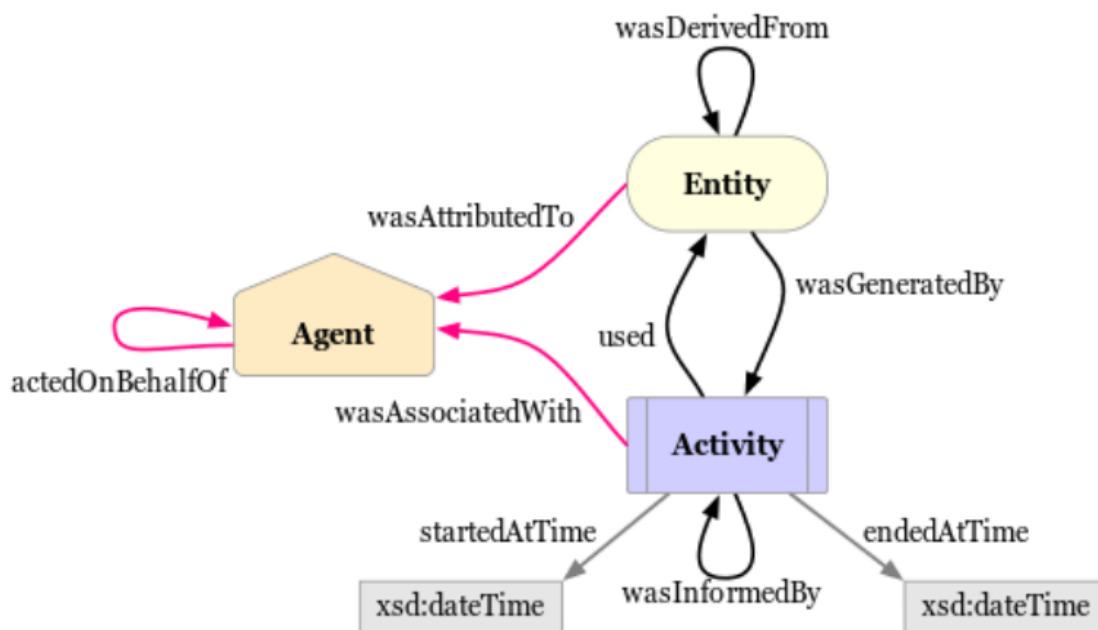 wasDerivedFrom
Entity
wasAttributedTo
wasGeneratedBy
used
Agent
actedOnBehalfOf
wasAssociatedWith
Activity
startedAtTime
endedAtTime
wasInformedBy
xsd:dateTime
xsd:dateTime